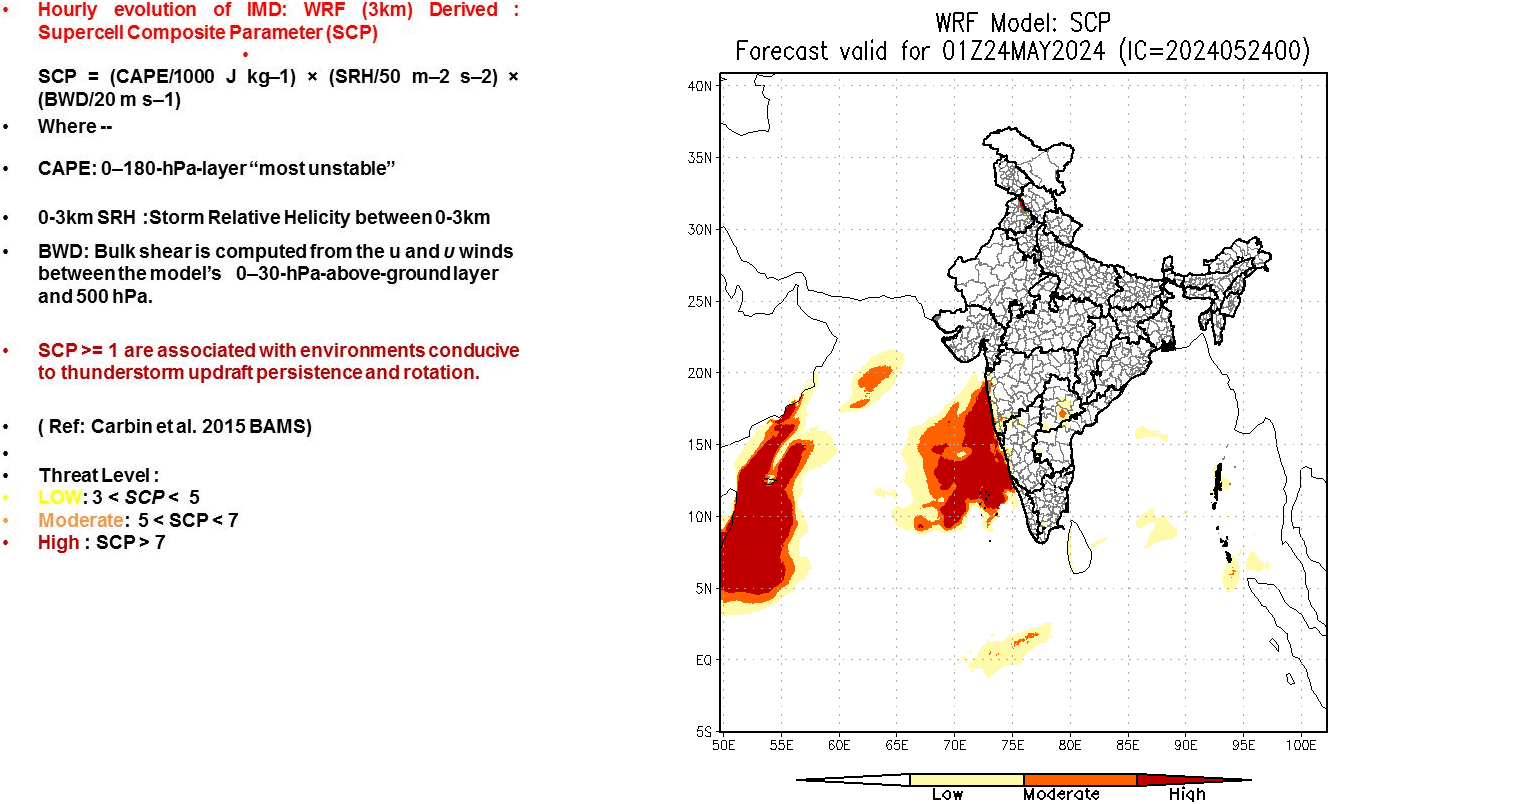 Hourly evolution of IMD: WRF (3km) Derived :
Supercell Composite Parameter (SCP)
SCP = (CAPE/1000 J kg–1) × (SRH/50 m–2 s–2) ×
(BWD/20 m s–1)
Where --
CAPE: 0–180-hPa-layer “most unstable”
0-3km SRH :Storm Relative Helicity between 0-3km
BWD: Bulk shear is computed from the u and υ winds
between the model’s 0–30-hPa-above-ground layer
and 500 hPa.
SCP >= 1 are associated with environments conducive
to thunderstorm updraft persistence and rotation.
( Ref: Carbin et al. 2015 BAMS)
Threat Level :
LOW: 3 < SCP < 5
Moderate: 5 < SCP < 7
High : SCP > 7
WRF Model: SCP
Forecast valid for 01Z24MAY2024 (IC=2024052400)
40N
35N
30N
25N
20N
15N
10N
5N
EQ
5S
50E 55E 60E 65E 70E 75E 80E 85E 90E 95E 100E
Low Moderate High